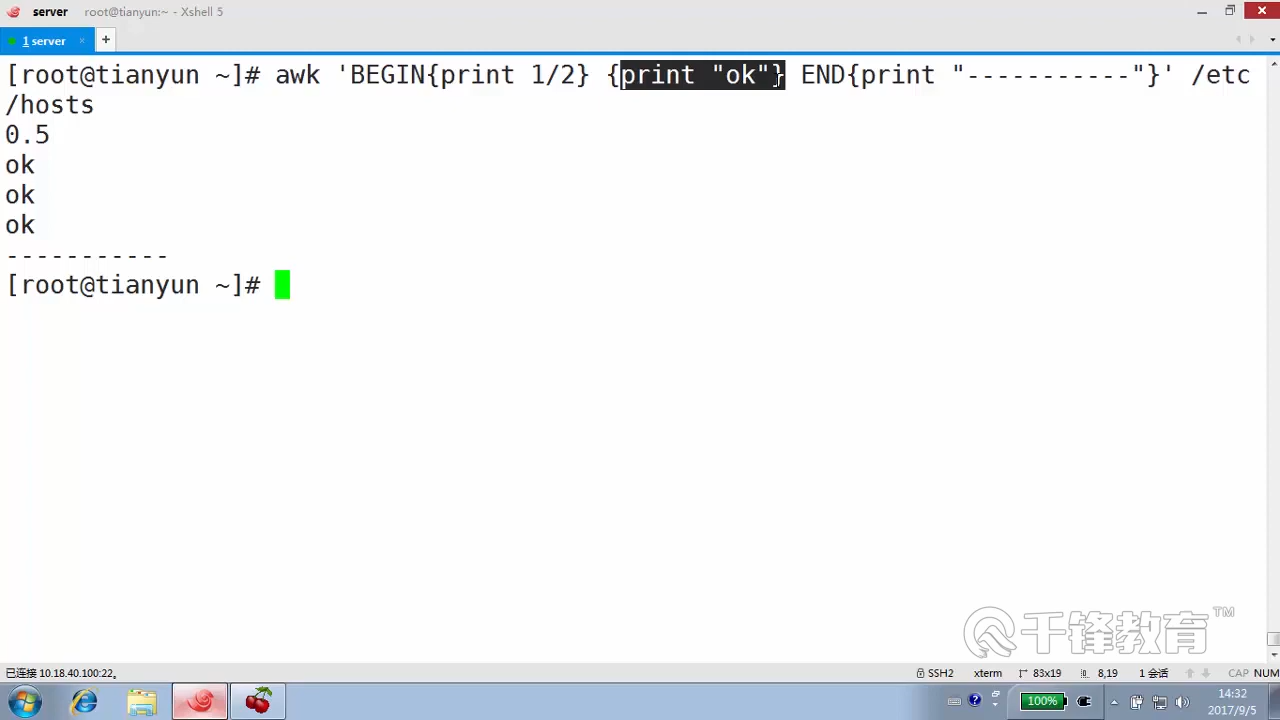 server root@tianyun:~ - Xshell 5
1 server × +
[root@tianyun ~]# awk 'BEGIN{print 1/2} {print "ok"} END{print "-----------"}' /etc
/hosts
0.5
ok
ok
ok
-----------
[root@tianyun ~]#
千锋教育™
已连接 10.18.40.100:22。 SSH2 xterm 83x19 8,19 1 会话 CAP NUM
100% 14:32
2017/9/5